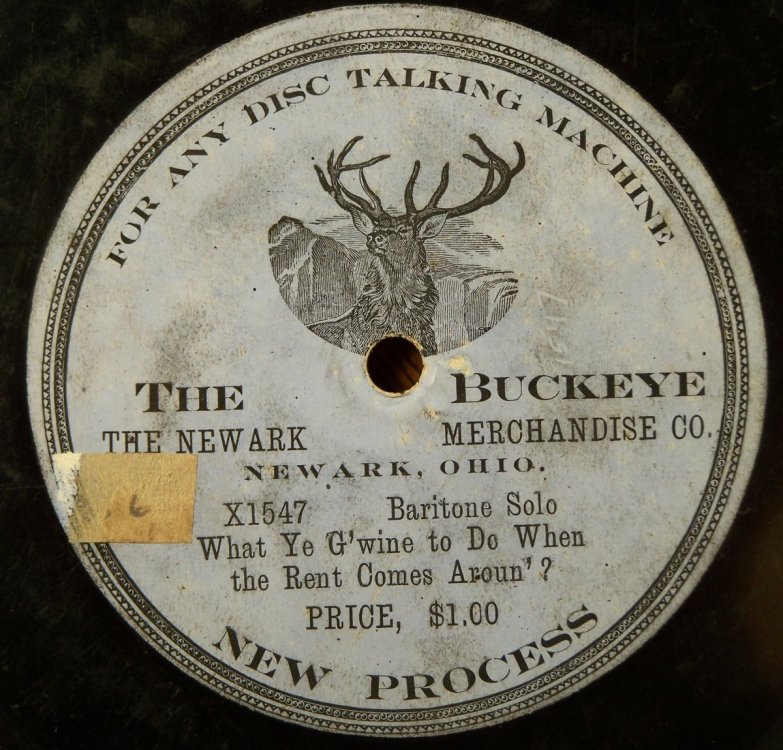 FOR ANY DISC TALKING MACHINE
THE BUCKEYE
THE NEWARK MERCHANDISE CO.
NEWARK, OHIO.
X1547 Baritone Solo
What Ye G'wine to Do When
the Rent Comes Aroun'?
PRICE, $1.00
NEW PROCESS